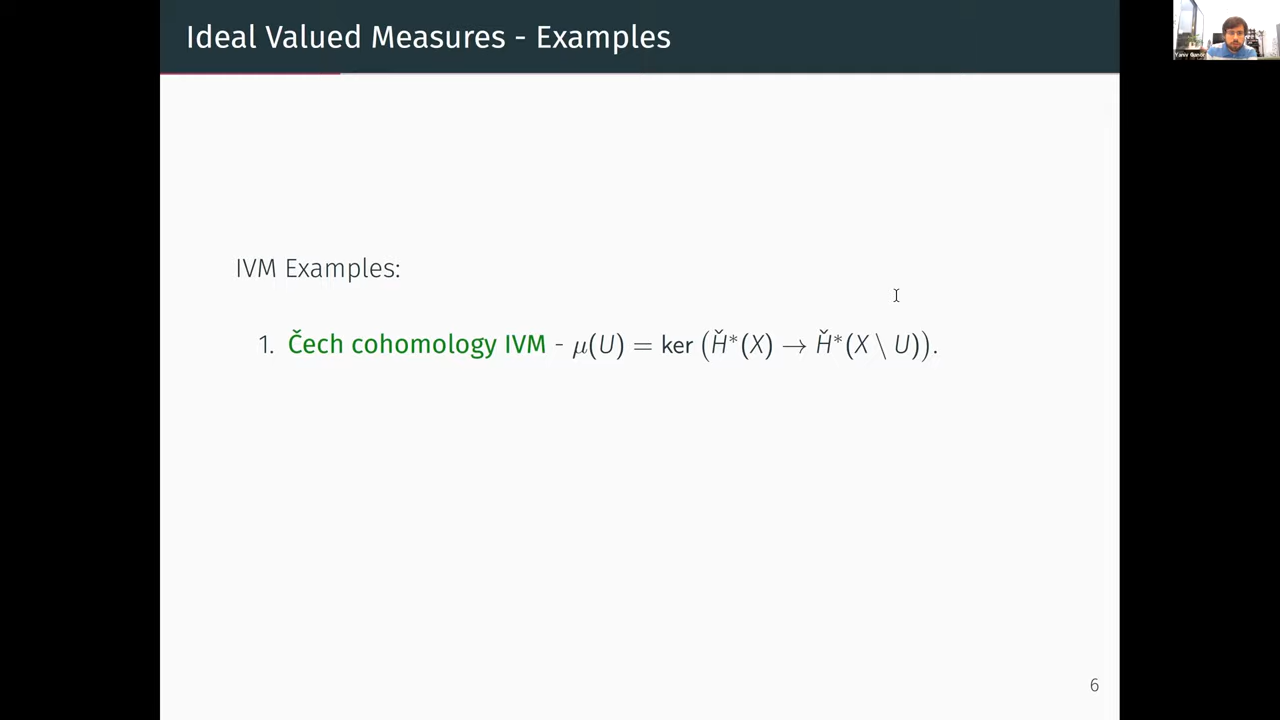 Ideal Valued Measures - Examples
IVM Examples:
1. Čech cohomology IVM - μ(U) = ker (Ȟ*(X) → Ȟ*(X \ U)).
6